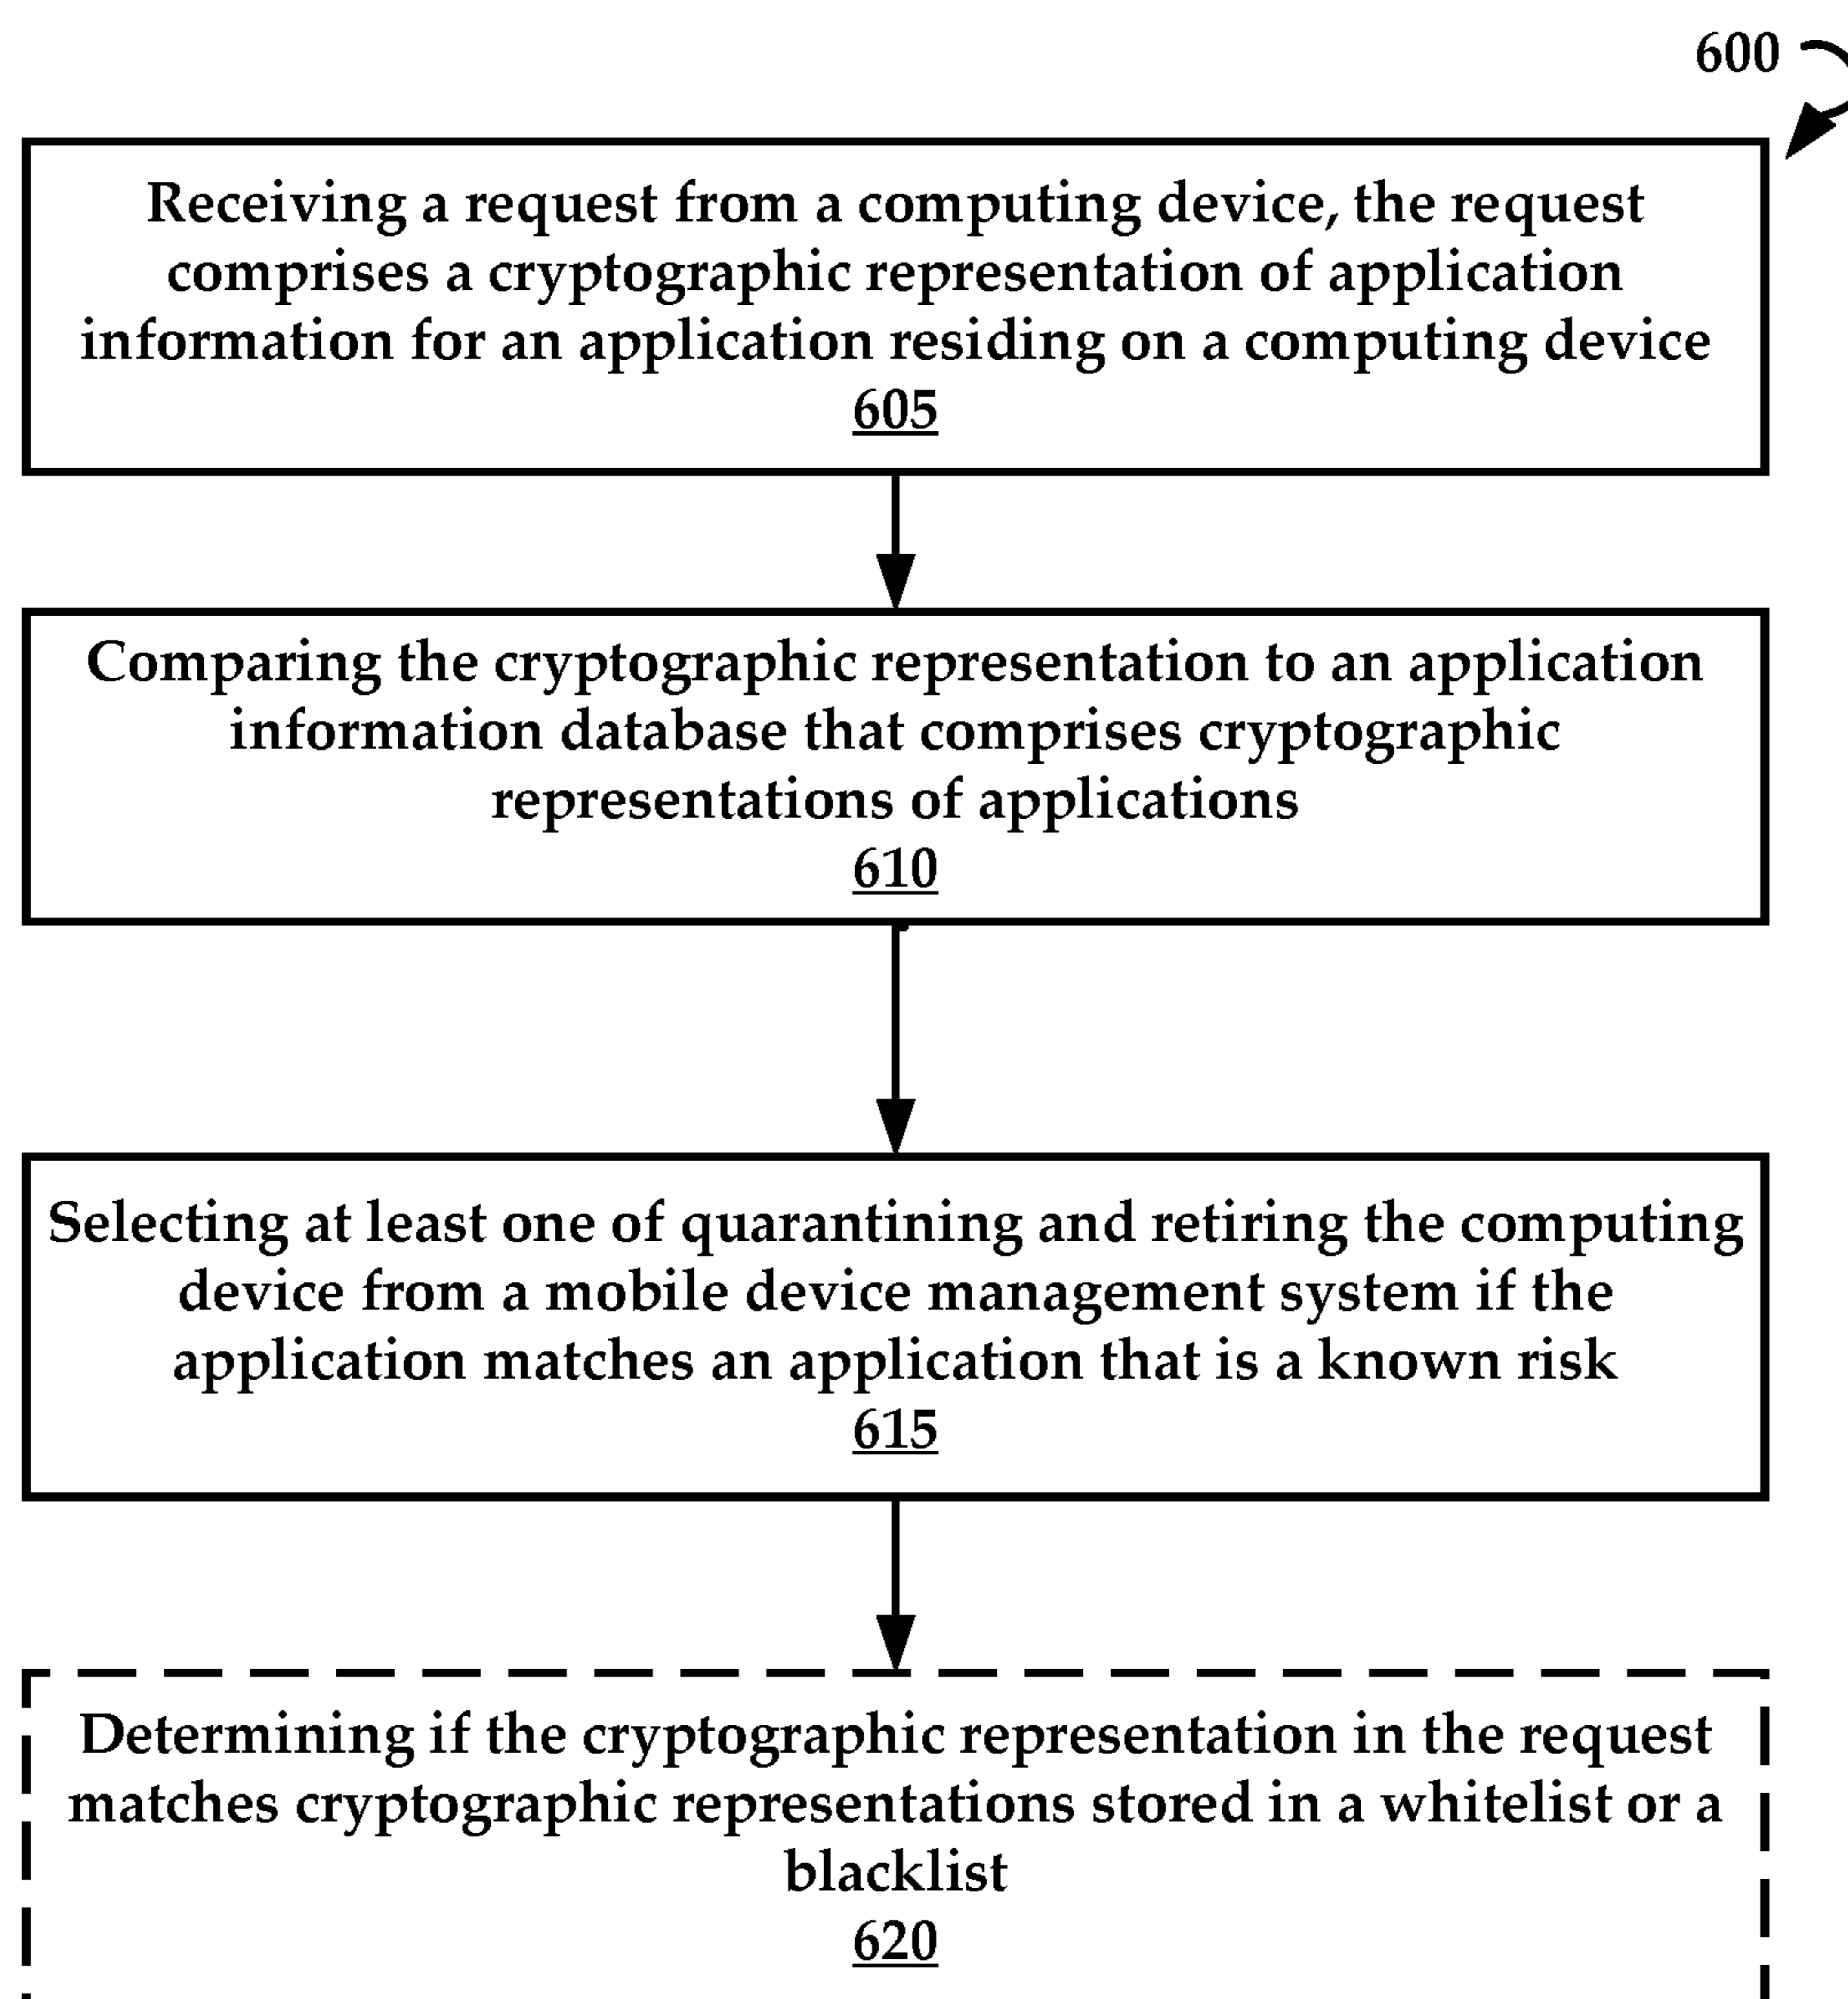 600
Receiving a request from a computing device, the request
comprises a cryptographic representation of application
information for an application residing on a computing device
605
Comparing the cryptographic representation to an application
information database that comprises cryptographic
representations of applications
610
Selecting at least one of quarantining and retiring the computing
device from a mobile device management system if the
application matches an application that is a known risk
615
Determining if the cryptographic representation in the request
matches cryptographic representations stored in a whitelist or a
blacklist
620